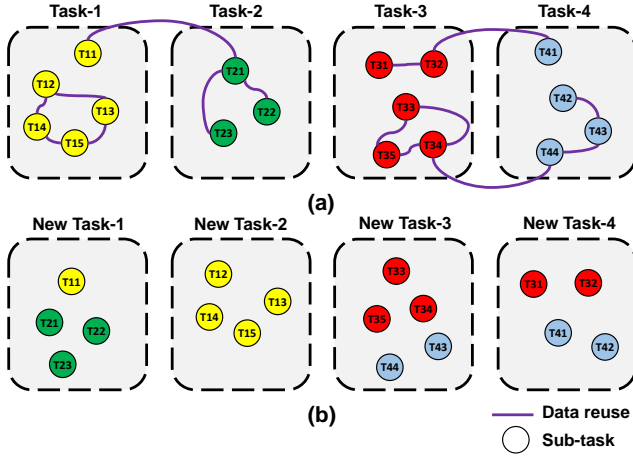 Task-1 Task-2 Task-3 Task-4
T11 T21 T31 T32 T41
T12 T13 T14 T15
T22 T23
T33 T34 T35
T42 T43 T44
(a)
New Task-1 New Task-2 New Task-3 New Task-4
T11 T21 T22 T23
T12 T13 T14 T15
T33 T34 T35 T43 T44
T31 T32 T41 T42
(b)
Data reuse
Sub-task